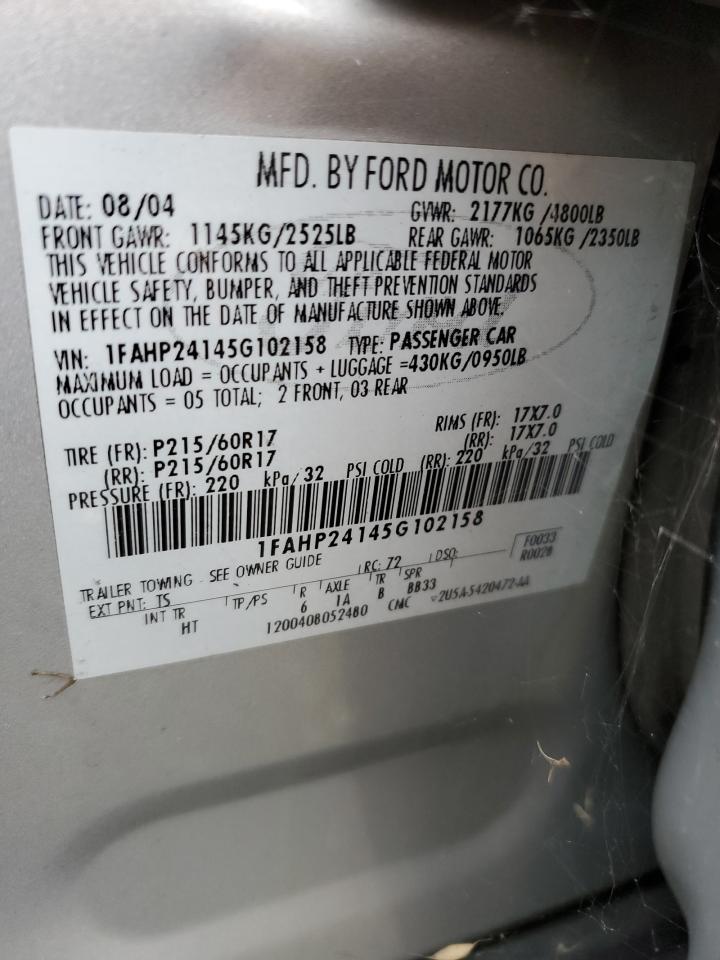 MFD. BY FORD MOTOR CO.
DATE: 08/04 GVWR: 2177KG /4800LB
FRONT GAWR: 1145KG/2525LB REAR GAWR: 1065KG /2350LB
THIS VEHICLE CONFORMS TO ALL APPLICABLE FEDERAL MOTOR
VEHICLE SAFETY, BUMPER, AND THEFT PREVENTION STANDARDS
IN EFFECT ON THE DATE OF MANUFACTURE SHOWN ABOVE.
VIN: 1FAHP24145G102158 TYPE: PASSENGER CAR
MAXIMUM LOAD = OCCUPANTS + LUGGAGE =430KG/0950LB
OCCUPANTS = 05 TOTAL; 2 FRONT, 03 REAR
TIRE (FR): P215/60R17 RIMS (FR): 17X7.0
(RR): P215/60R17 (RR): 17X7.0
PRESSURE (FR): 220 kPa/32 PSI COLD (RR): 220 kPa/32 PSI COLD
1FAHP24145G102158
TRAILER TOWING - SEE OWNER GUIDE RC: 72 DSO: F0033
R0028
EXT PNT: TS TP/PS R AXLE TR SPR
INT TR 6 1A B BB33
HT 120040805248O CMC 2U5A-5420472-AA